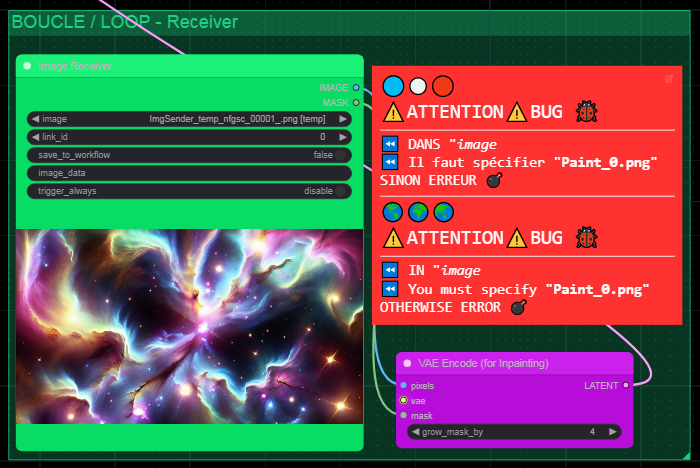 BOUCLE / LOOP - Receiver
Image Receiver
IMAGE
MASK
image ImgSender_temp_nfgsc_00001_.png [temp]
link_id 0
save_to_workflow false
image_data
trigger_always disable
⚠️ATTENTION⚠️BUG 🐞
⏪ DANS "image
⏪ Il faut spécifier "Paint_0.png"
SINON ERREUR 💣
🌎🌍🌏
⚠️ATTENTION⚠️BUG 🐞
⏪ IN "image
⏪ You must specify "Paint_0.png"
OTHERWISE ERROR 💣
VAE Encode (for Inpainting)
pixels LATENT
vae
mask
grow_mask_by 4